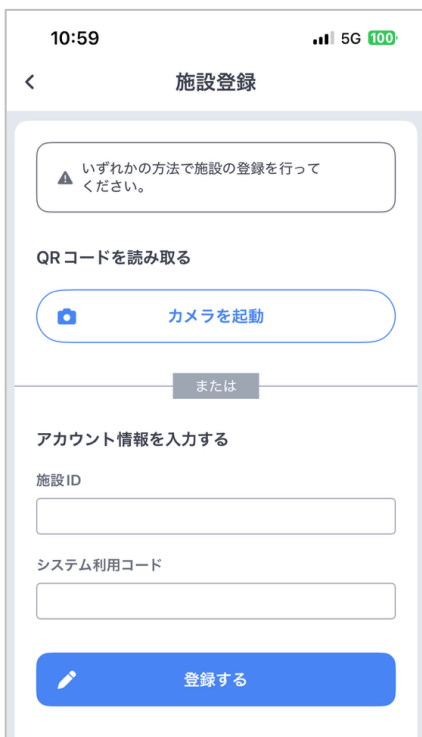 10:59
5G 100
施設登録
いずれかの方法で施設の登録を行って
ください。
QRコードを読み取る
カメラを起動
または
アカウント情報を入力する
施設ID
システム利用コード
登録する